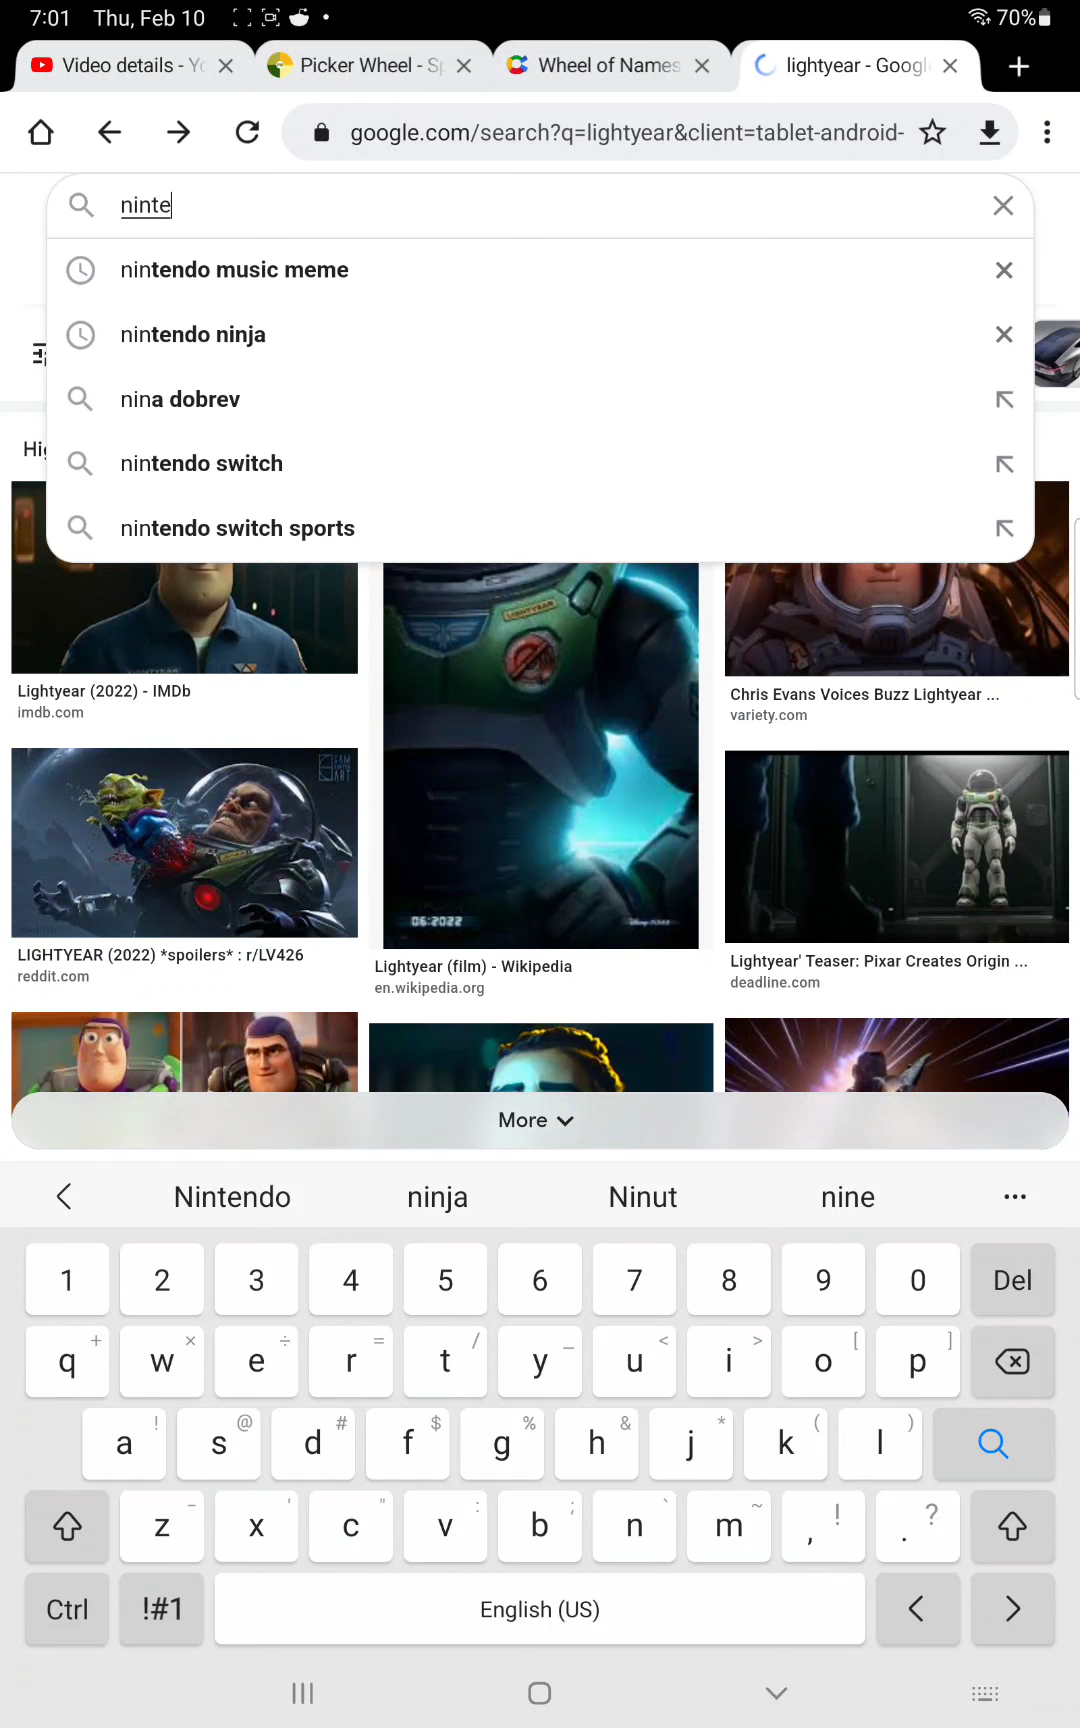 7:01 Thu, Feb 10 70%
Video details - Yo
Picker Wheel - Sp
Wheel of Names
lightyear - Googl
google.com/search?q=lightyear&client=tablet-android-
ninte
nintendo music meme
nintendo ninja
nina dobrev
nintendo switch
nintendo switch sports
Hig
LIGHTYEAR
Lightyear (2022) - IMDb
imdb.com
Chris Evans Voices Buzz Lightyear ...
variety.com
06:2022
LIGHTYEAR (2022) *spoilers* : r/LV426
reddit.com
Lightyear (film) - Wikipedia
en.wikipedia.org
Lightyear' Teaser: Pixar Creates Origin ...
deadline.com
More
Nintendo ninja Ninut nine ...
1 2 3 4 5 6 7 8 9 0 Del
+ × ÷ = / _ < > [ ]
q w e r t y u i o p
! @ # $ % & * ( )
a s d f g h j k l
- ' " : ; ` ~ ! ?
z x c v b n m , .
Ctrl !#1 English (US) < >